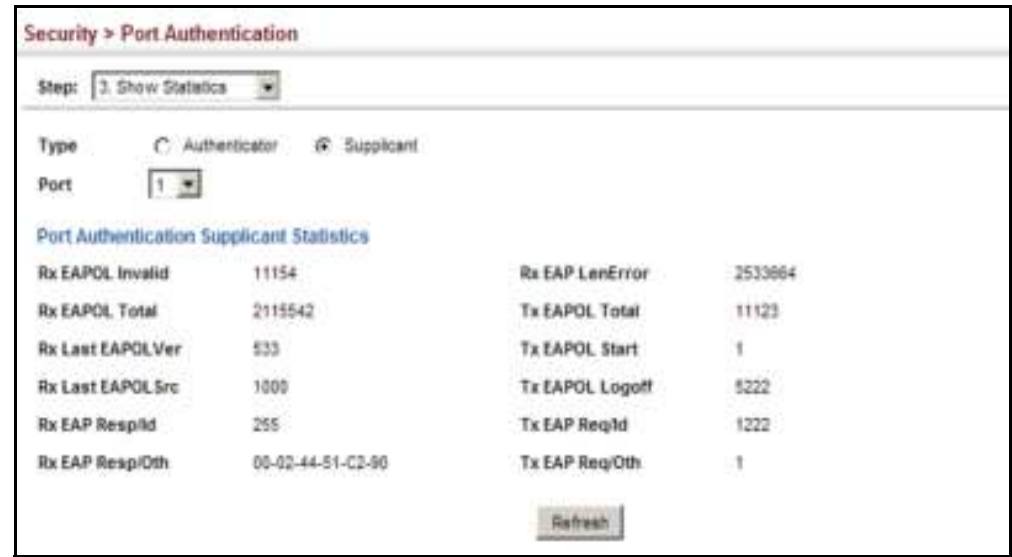 Security > Port Authentication
Step: 3. Show Statistics
Type Authenticator Supplicant
Port 1
Port Authentication Supplicant Statistics
Rx EAPOL Invalid 11154 Rx EAP LenError 2533664
Rx EAPOL Total 2115542 Tx EAPOL Total 11123
Rx Last EAPOLVer 533 Tx EAPOL Start 1
Rx Last EAPOLSrc 1000 Tx EAPOL Logoff 5222
Rx EAP Resp/Id 255 Tx EAP Req/Id 1222
Rx EAP Resp/Oth 00-02-44-51-C2-90 Tx EAP Req/Oth 1
Refresh